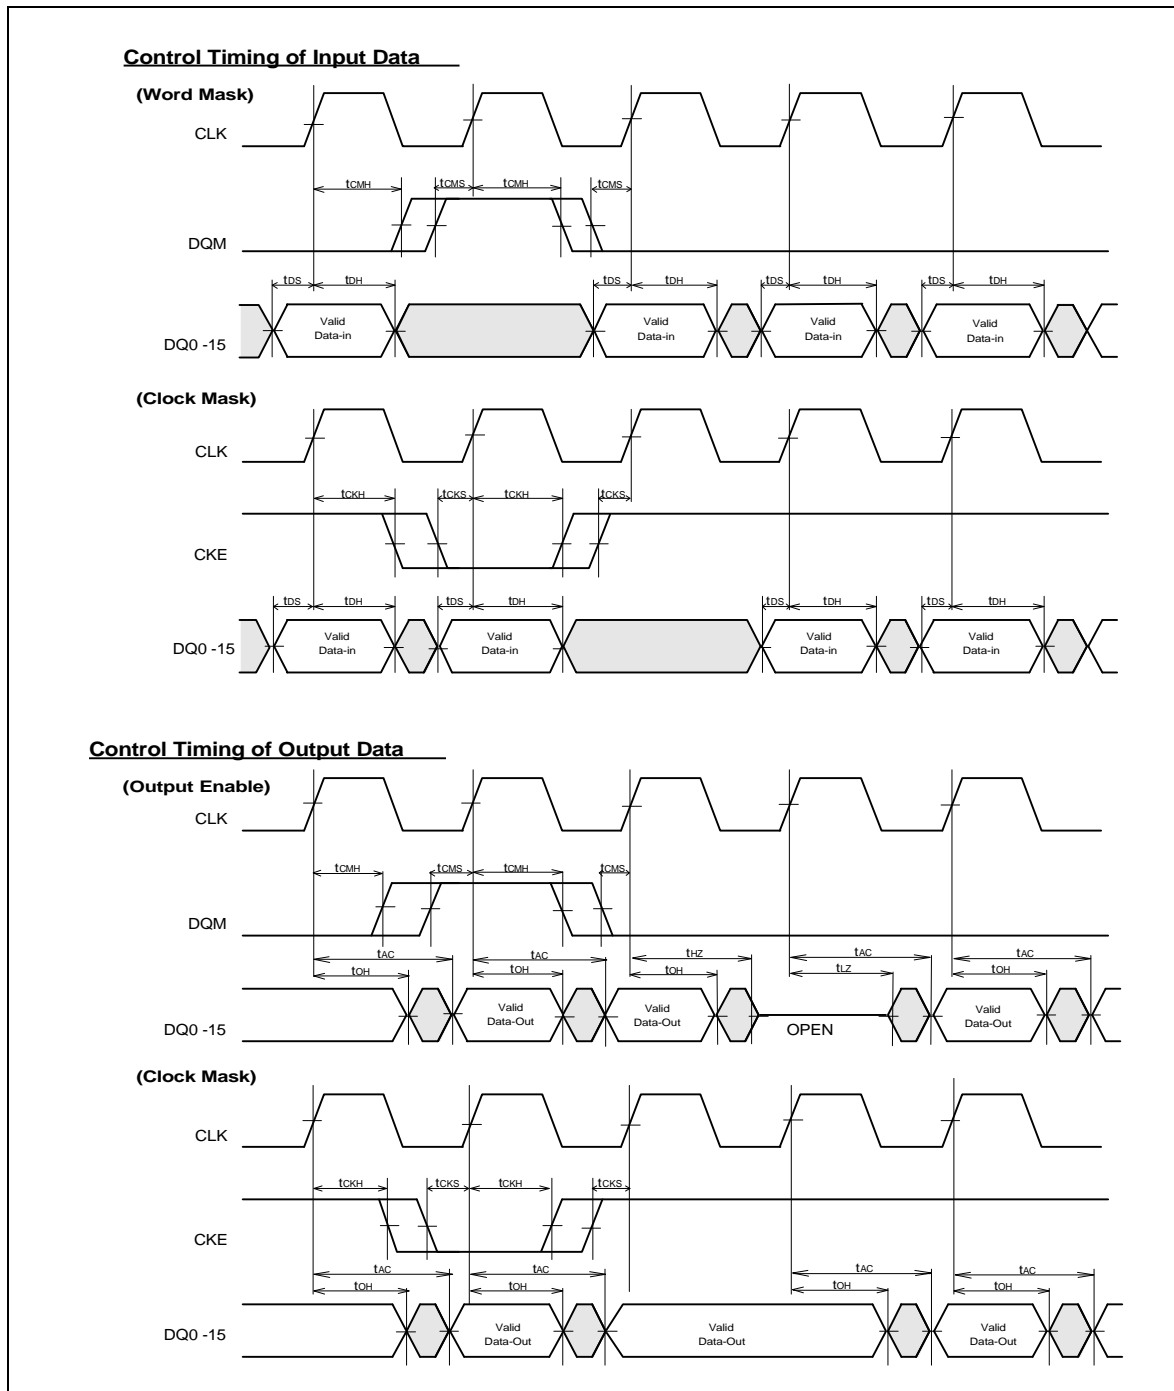 Control Timing of Input Data
(Word Mask)
CLK
tCMH tCMS tCMH tCMS
DQM
tDS tDH tDS tDH tDS tDH tDS tDH
Valid Data-in Valid Data-in Valid Data-in Valid Data-in
DQ0 -15
(Clock Mask)
CLK
tCKH tCKS tCKH tCKS
CKE
tDS tDH tDS tDH tDS tDH tDS tDH
Valid Data-in Valid Data-in Valid Data-in Valid Data-in
DQ0 -15
Control Timing of Output Data
(Output Enable)
CLK
tCMH tCMS tCMH tCMS
DQM
tAC tAC tHZ tAC tAC
tOH tOH tOH tLZ tOH
Valid Data-Out Valid Data-Out Valid Data-Out
DQ0 -15
OPEN
(Clock Mask)
CLK
tCKH tCKS tCKH tCKS
CKE
tAC tAC tAC tAC
tOH tOH tOH tOH
Valid Data-Out Valid Data-Out Valid Data-Out
DQ0 -15